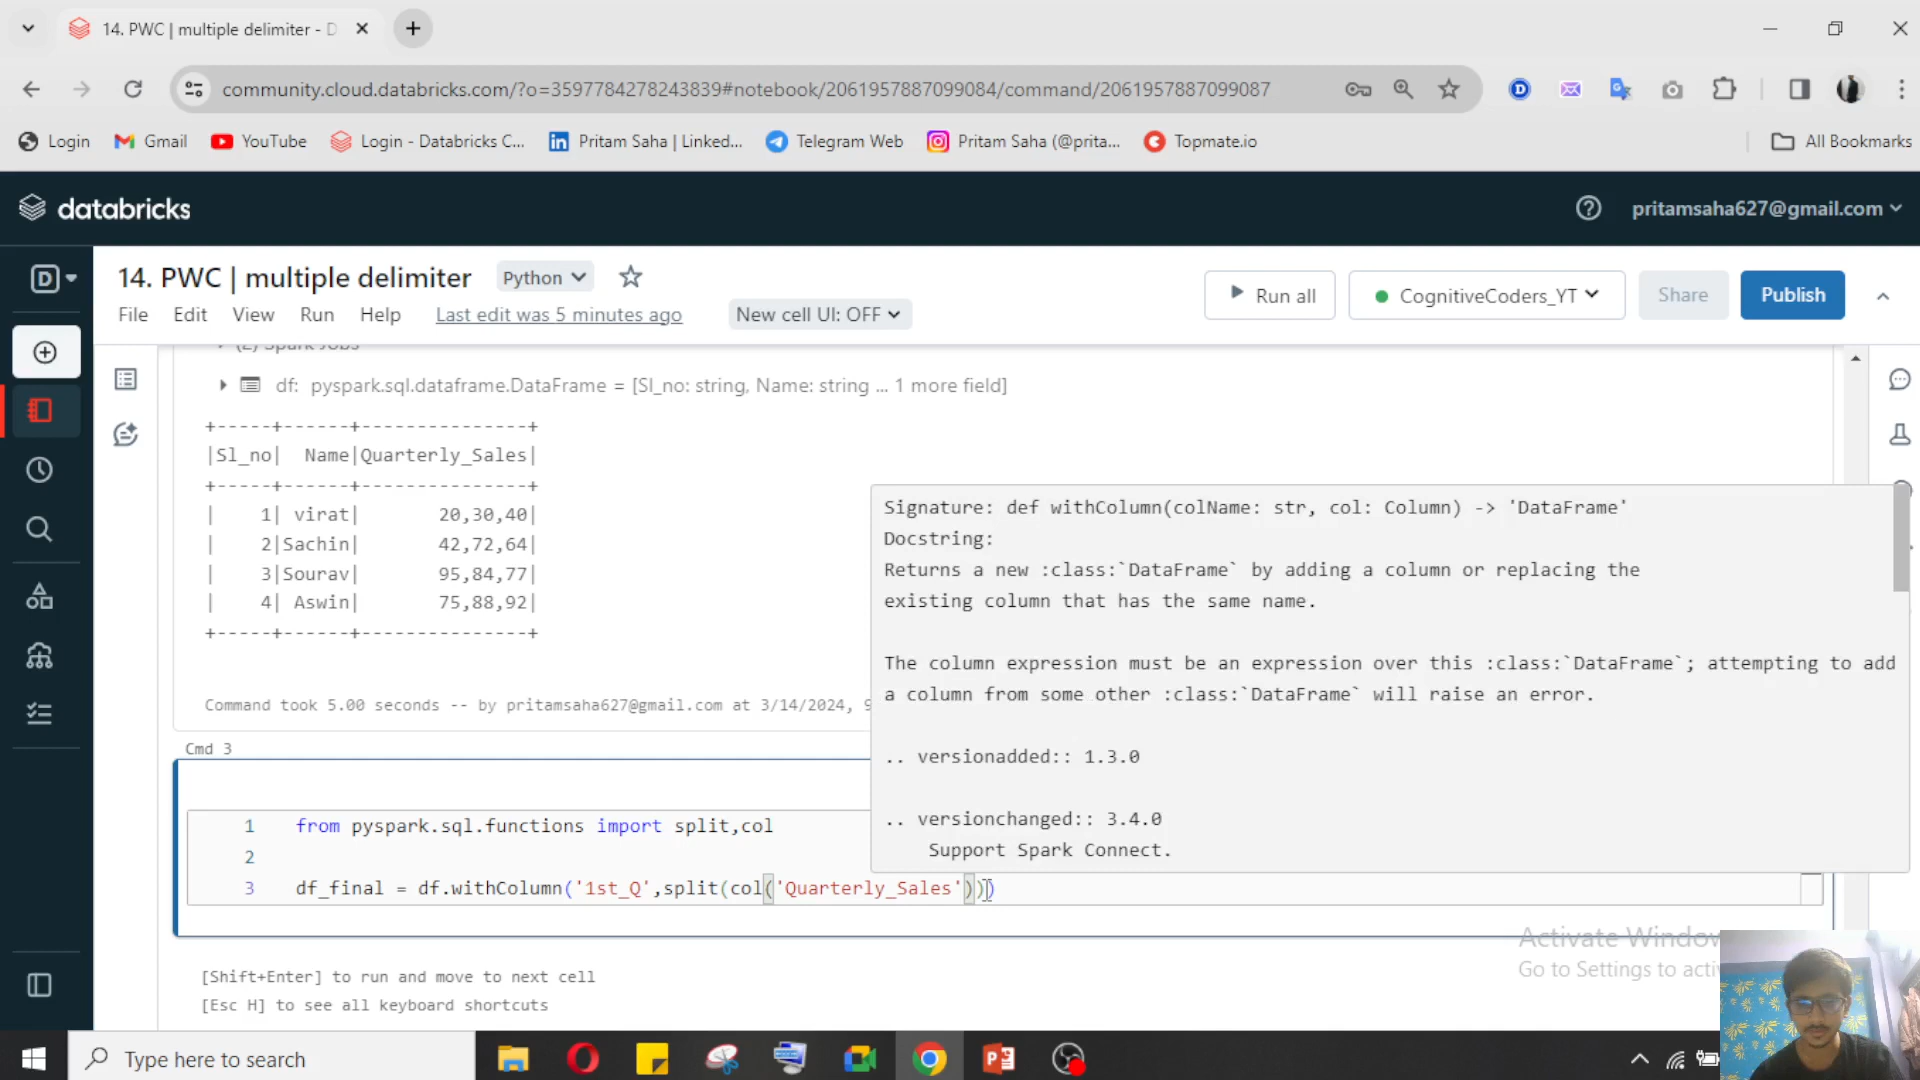 14. PWC | multiple delimiter - D
community.cloud.databricks.com/?o=3597784278243839#notebook/2061957887099084/command/2061957887099087
Login
Gmail
YouTube
Login - Databricks C...
Pritam Saha | Linked...
Telegram Web
Pritam Saha (@prita...
Topmate.io
All Bookmarks
databricks
pritamsaha627@gmail.com
14. PWC | multiple delimiter
Python
Run all
CognitiveCoders_YT
Share
Publish
File Edit View Run Help
Last edit was 5 minutes ago
New cell UI: OFF
(2) Spark Jobs
df: pyspark.sql.dataframe.DataFrame = [Sl_no: string, Name: string ... 1 more field]
+-----+------+---------------+
|Sl_no|  Name|Quarterly_Sales|
+-----+------+---------------+
|    1| virat|       20,30,40|
|    2|Sachin|       42,72,64|
|    3|Sourav|       95,84,77|
|    4| Aswin|       75,88,92|
+-----+------+---------------+
Command took 5.00 seconds -- by pritamsaha627@gmail.com at 3/14/2024, 9
Signature: def withColumn(colName: str, col: Column) -> 'DataFrame'
Docstring:
Returns a new :class:`DataFrame` by adding a column or replacing the
existing column that has the same name.
The column expression must be an expression over this :class:`DataFrame`; attempting to add
a column from some other :class:`DataFrame` will raise an error.
.. versionadded:: 1.3.0
.. versionchanged:: 3.4.0
Support Spark Connect.
Cmd 3
1 from pyspark.sql.functions import split,col
2
3 df_final = df.withColumn('1st_Q',split(col('Quarterly_Sales')))
[Shift+Enter] to run and move to next cell
[Esc H] to see all keyboard shortcuts
Activate Window
Go to Settings to acti
Type here to search